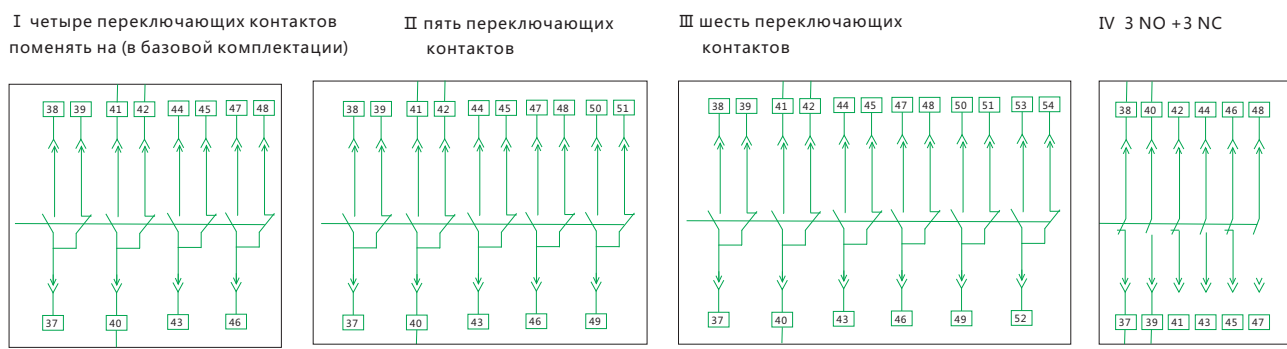 Ⅰ четыре переключающих контактов
поменять на (в базовой комплектации)
Ⅱ пять переключающих
контактов
Ⅲ шесть переключающих
контактов
IV 3 NO +3 NC
38 39 41 42 44 45 47 48
37 40 43 46
38 39 41 42 44 45 47 48 50 51
37 40 43 46 49
38 39 41 42 44 45 47 48 50 51 53 54
37 40 43 46 49 52
38 40 42 44 46 48
37 39 41 43 45 47